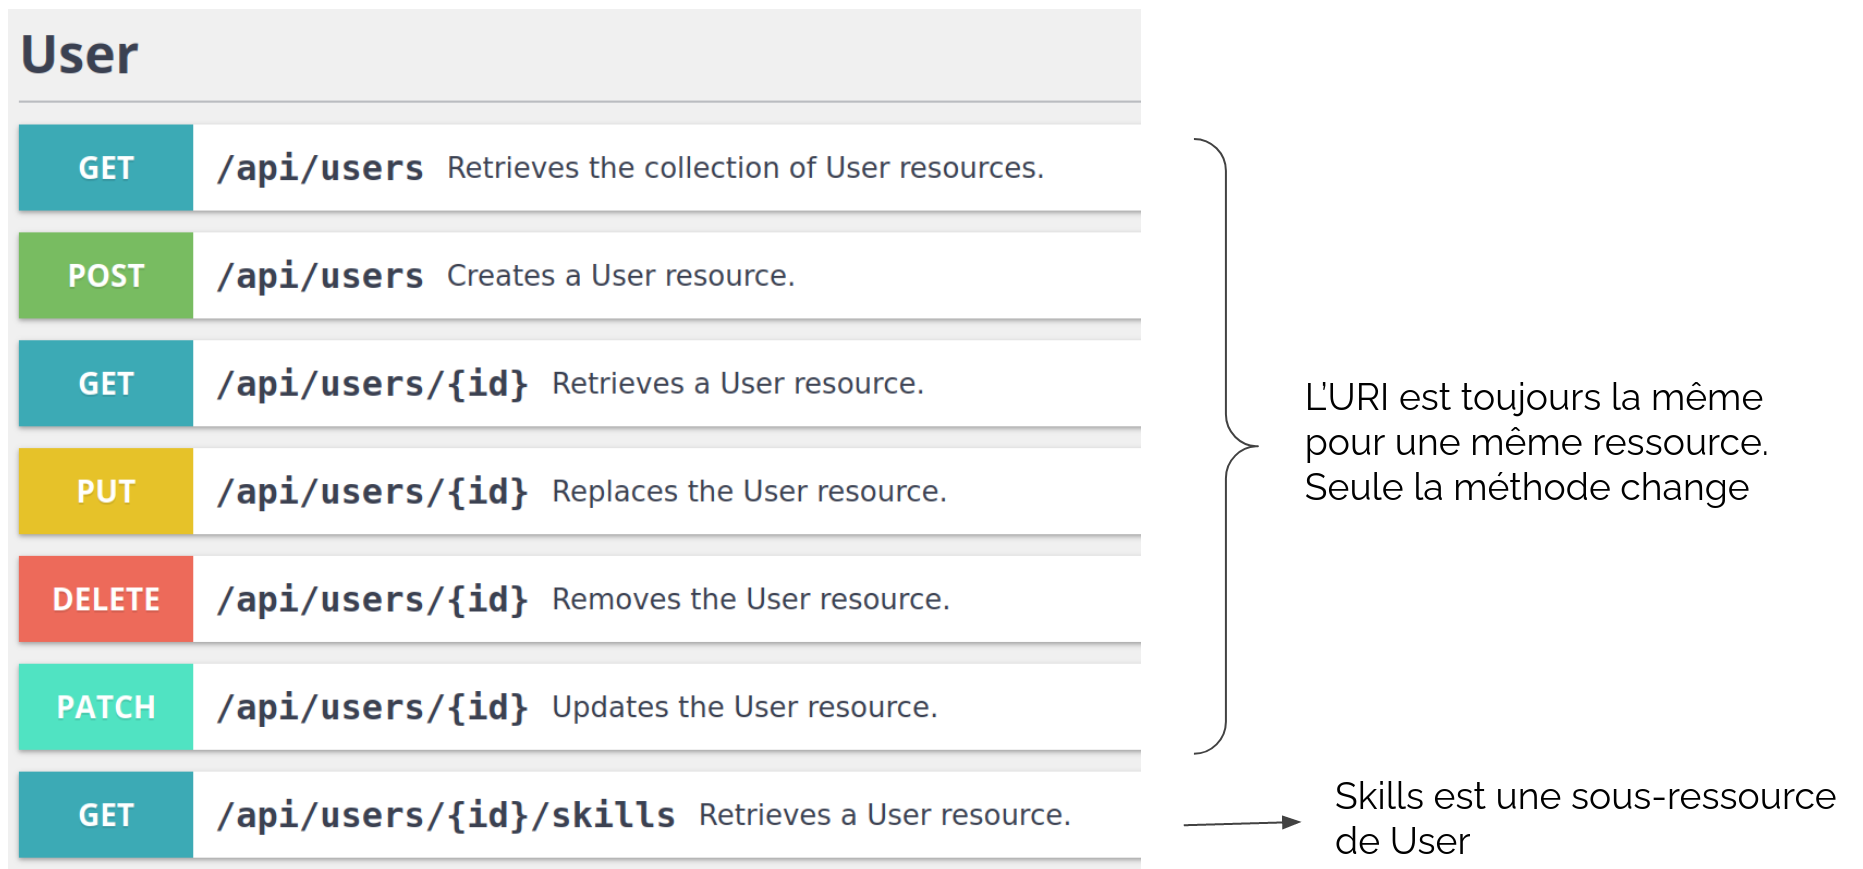 User
GET /api/users Retrieves the collection of User resources.
POST /api/users Creates a User resource.
GET /api/users/{id} Retrieves a User resource.
PUT /api/users/{id} Replaces the User resource.
DELETE /api/users/{id} Removes the User resource.
PATCH /api/users/{id} Updates the User resource.
GET /api/users/{id}/skills Retrieves a User resource.
L’URI est toujours la même
pour une même ressource.
Seule la méthode change
Skills est une sous-ressource
de User